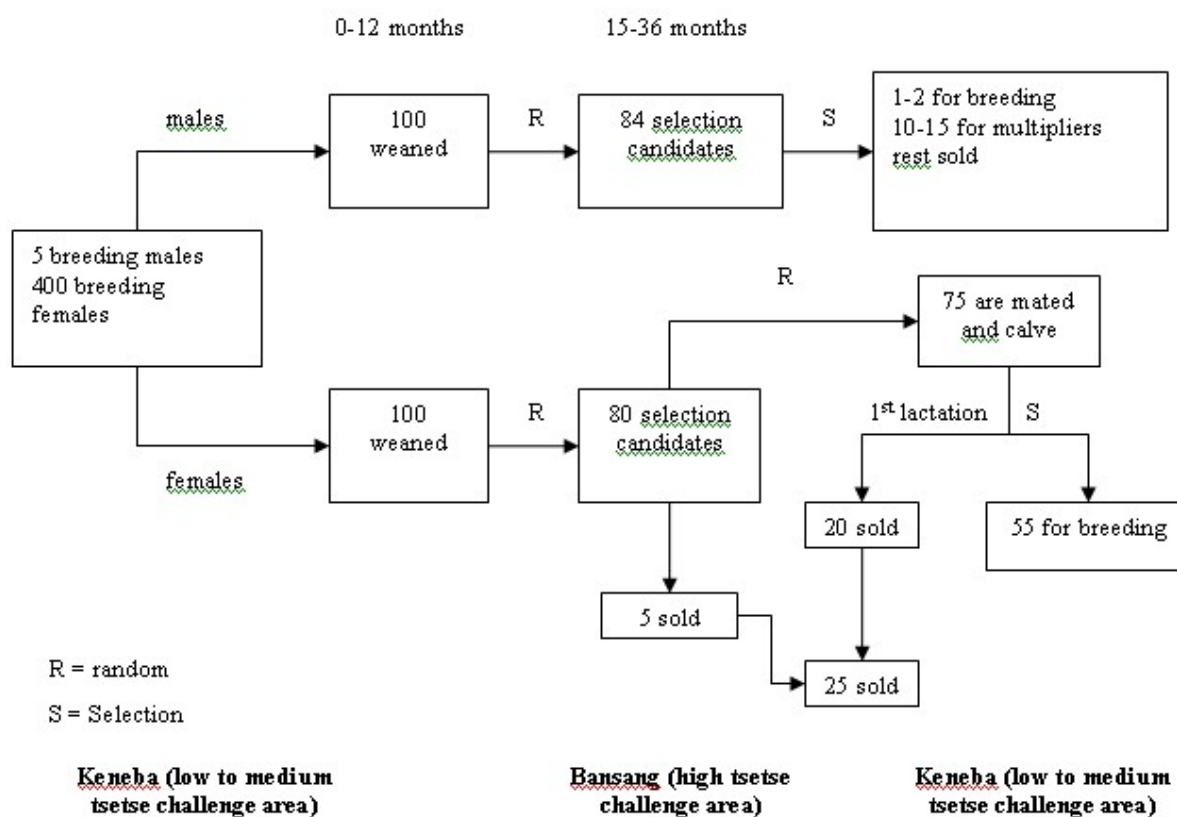 0-12 months
15-36 months
males
100
weaned
R
84 selection
candidates
S
1-2 for breeding
10-15 for multipliers
rest sold
5 breeding males
400 breeding
females
R
75 are mated
and calve
females
100
weaned
R
80 selection
candidates
1st lactation
S
20 sold
55 for breeding
5 sold
25 sold
R = random
S = Selection
Keneba (low to medium
tsetse challenge area)
Bansang (high tsetse
challenge area)
Keneba (low to medium
tsetse challenge area)